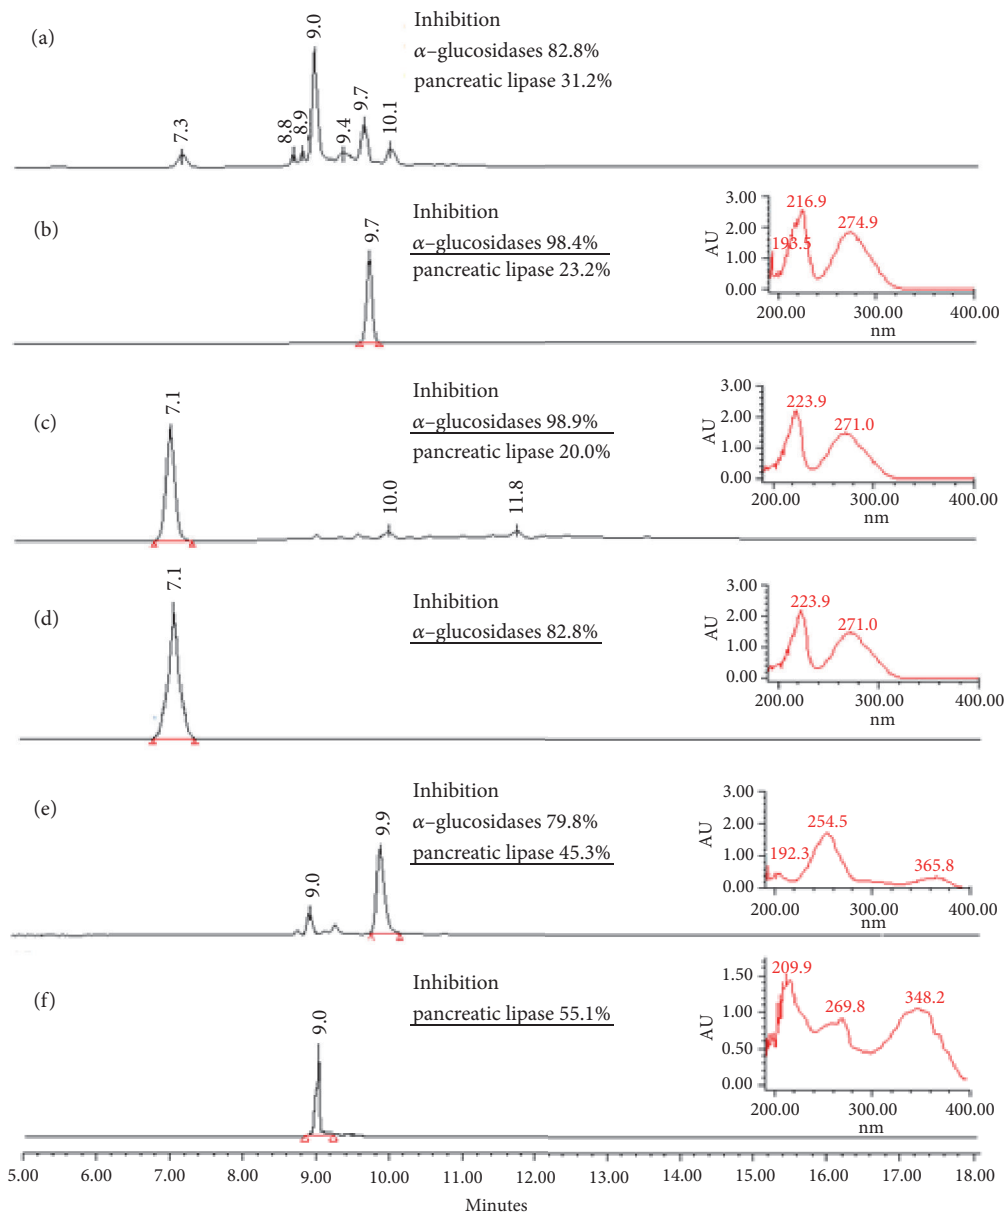 (a)
7.3
8.8
8.9
9.0
9.4
9.7
10.1
Inhibition
α–glucosidases 82.8%
pancreatic lipase 31.2%
(b)
9.7
Inhibition
α–glucosidases 98.4%
pancreatic lipase 23.2%
3.00
2.00
1.00
0.00
AU
193.5
216.9
274.9
200.00 300.00 400.00
nm
(c)
7.1
10.0
11.8
Inhibition
α–glucosidases 98.9%
pancreatic lipase 20.0%
3.00
2.00
1.00
0.00
AU
223.9
271.0
200.00 300.00 400.00
nm
(d)
7.1
Inhibition
α–glucosidases 82.8%
3.00
2.00
1.00
0.00
AU
223.9
271.0
200.00 300.00 400.00
nm
(e)
9.0
9.9
Inhibition
α–glucosidases 79.8%
pancreatic lipase 45.3%
3.00
2.00
1.00
0.00
AU
192.3
254.5
365.8
200.00 300.00 400.00
nm
(f)
9.0
Inhibition
pancreatic lipase 55.1%
1.50
1.00
0.50
0.00
AU
209.9
269.8
348.2
200.00 300.00 400.00
nm
5.00 6.00 7.00 8.00 9.00 10.00 11.00 12.00 13.00 14.00 15.00 16.00 17.00 18.00
Minutes